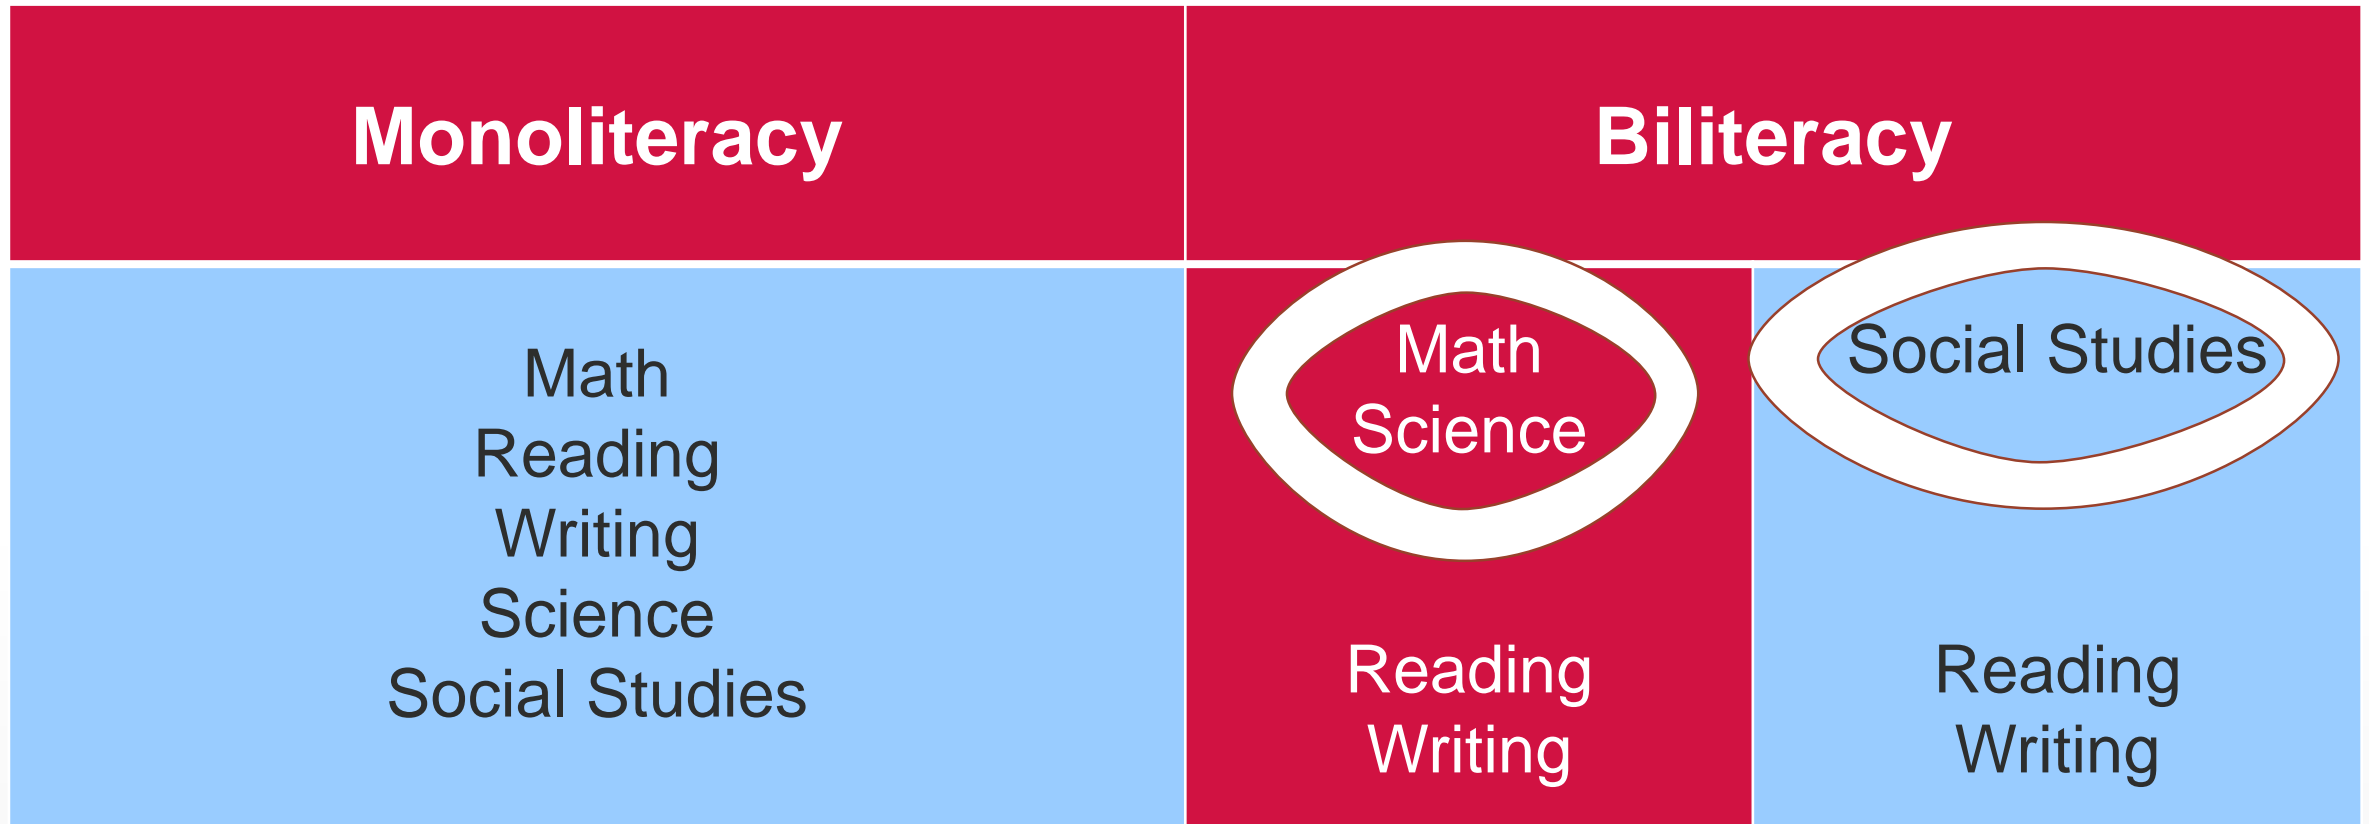 Monoliteracy
Biliteracy
Math
Reading
Writing
Science
Social Studies
Math
Science
Reading
Writing
Social Studies
Reading
Writing